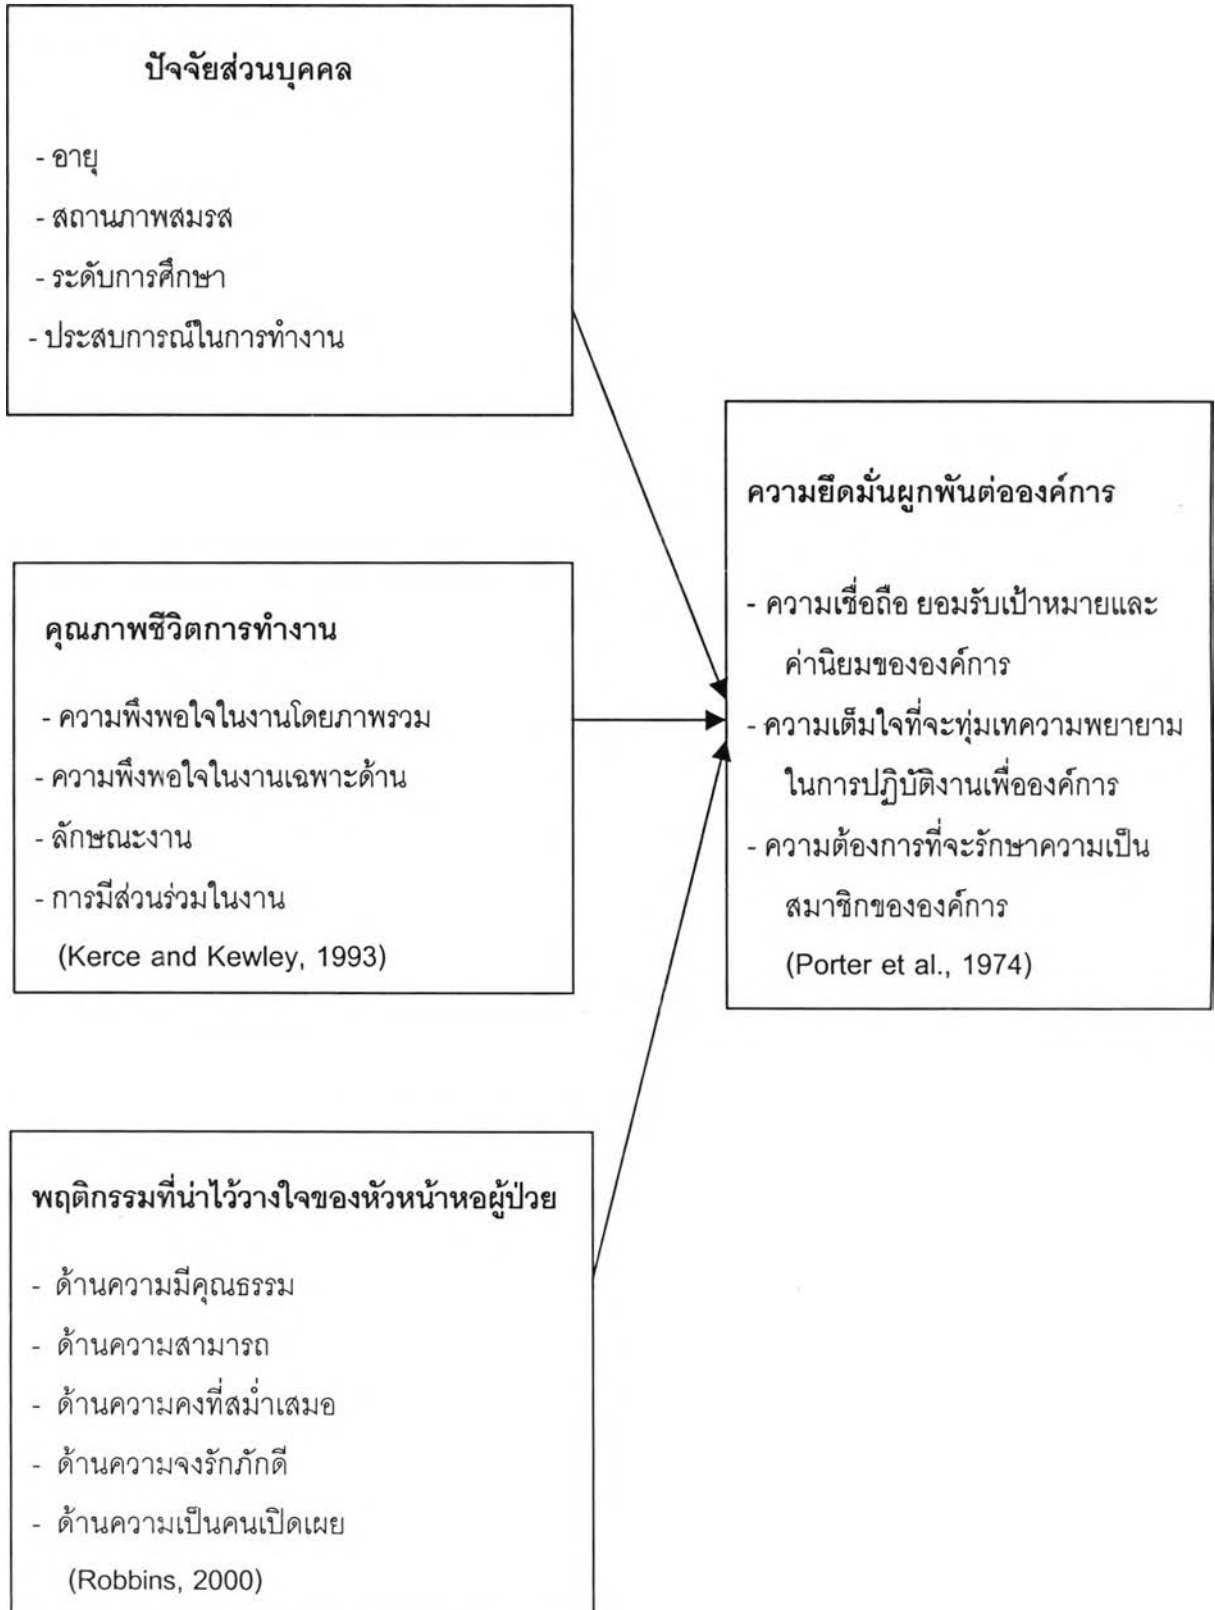 ปัจจัยส่วนบุคคล
- อายุ
- สถานภาพสมรส
- ระดับการศึกษา
- ประสบการณ์ในการทำงาน
คุณภาพชีวิตการทำงาน
- ความพึงพอใจในงานโดยภาพรวม
- ความพึงพอใจในงานเฉพาะด้าน
- ลักษณะงาน
- การมีส่วนร่วมในงาน
(Kerce and Kewley, 1993)
พฤติกรรมที่น่าไว้วางใจของหัวหน้าหอผู้ป่วย
- ด้านความมีคุณธรรม
- ด้านความสามารถ
- ด้านความคงที่สม่ำเสมอ
- ด้านความจงรักภักดี
- ด้านความเป็นคนเปิดเผย
(Robbins, 2000)
ความยึดมั่นผูกพันต่อองค์การ
- ความเชื่อถือ ยอมรับเป้าหมายและ
ค่านิยมขององค์การ
- ความเต็มใจที่จะทุ่มเทความพยายาม
ในการปฏิบัติงานเพื่อองค์การ
- ความต้องการที่จะรักษาความเป็น
สมาชิกขององค์การ
(Porter et al., 1974)